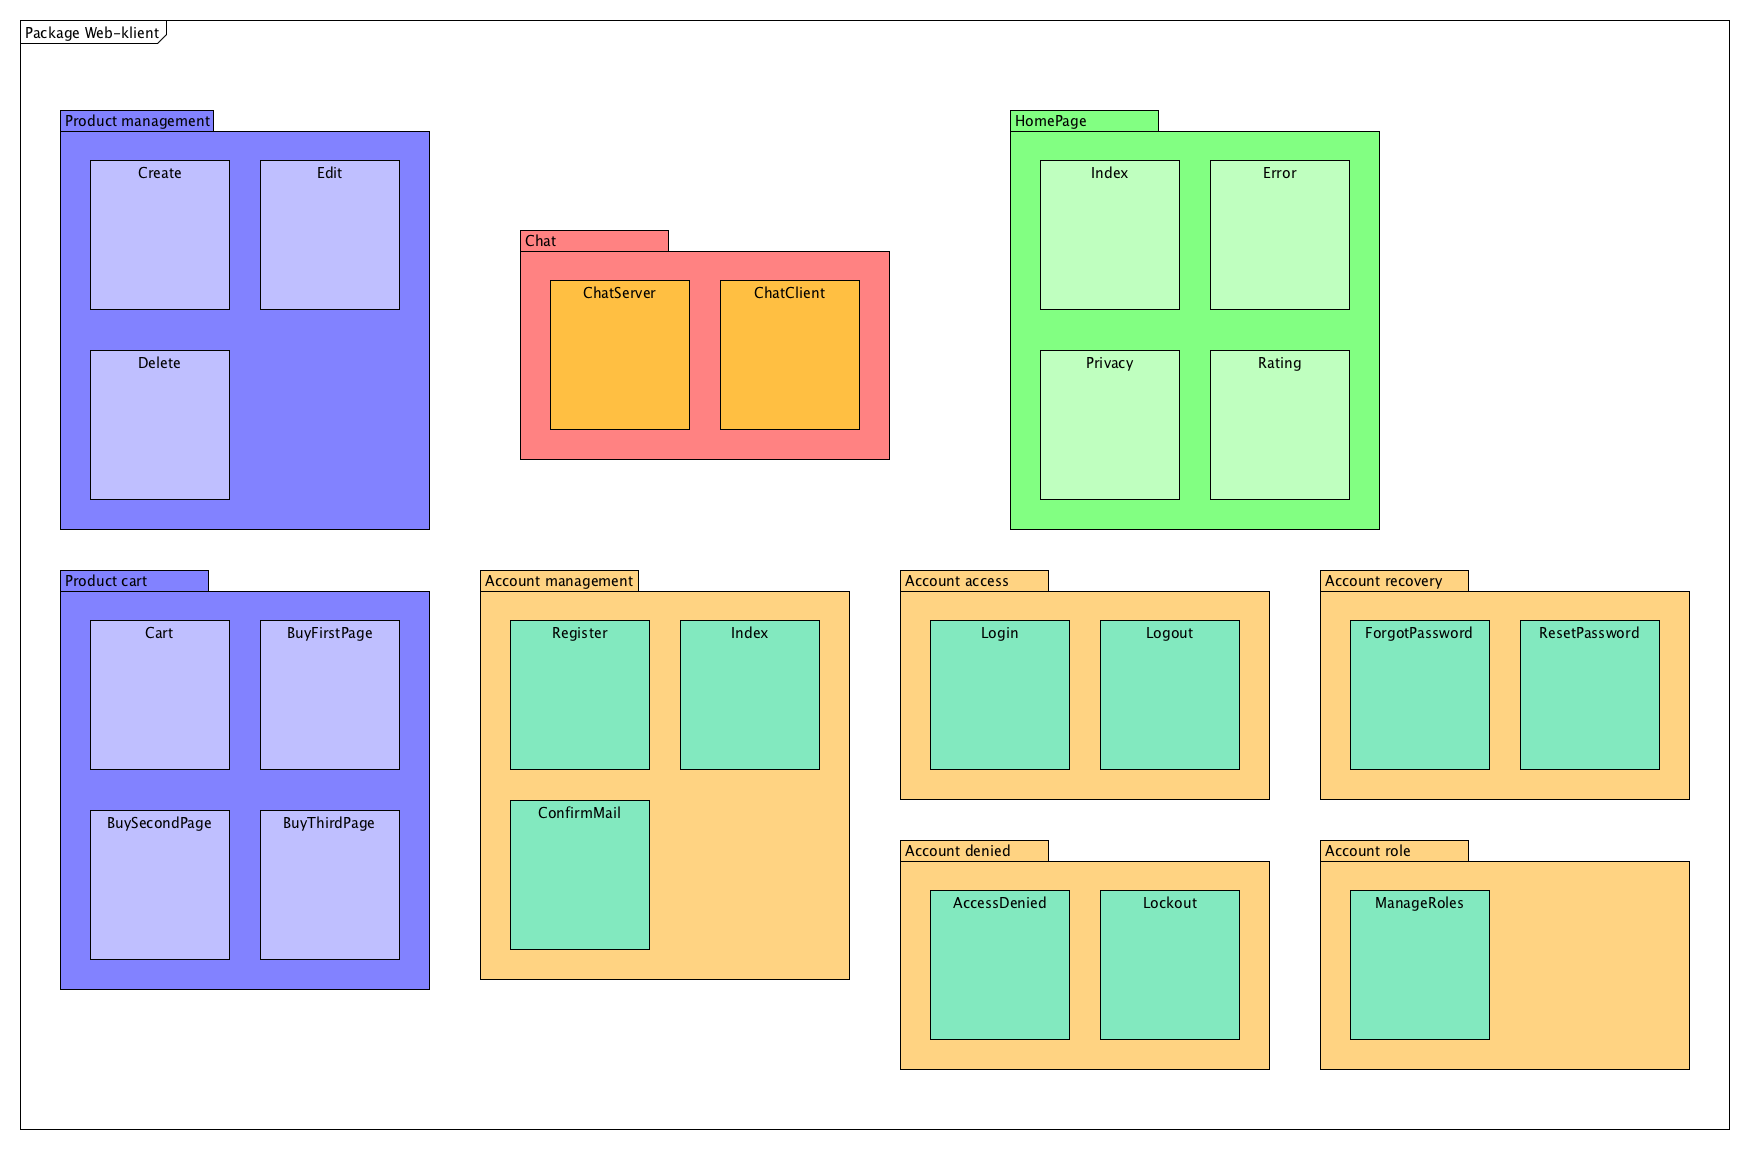 Package Web-klient
Product management
Create
Edit
Delete
Chat
ChatServer
ChatClient
HomePage
Index
Error
Privacy
Rating
Product cart
Cart
BuyFirstPage
BuySecondPage
BuyThirdPage
Account management
Register
Index
ConfirmMail
Account access
Login
Logout
Account recovery
ForgotPassword
ResetPassword
Account denied
AccessDenied
Lockout
Account role
ManageRoles